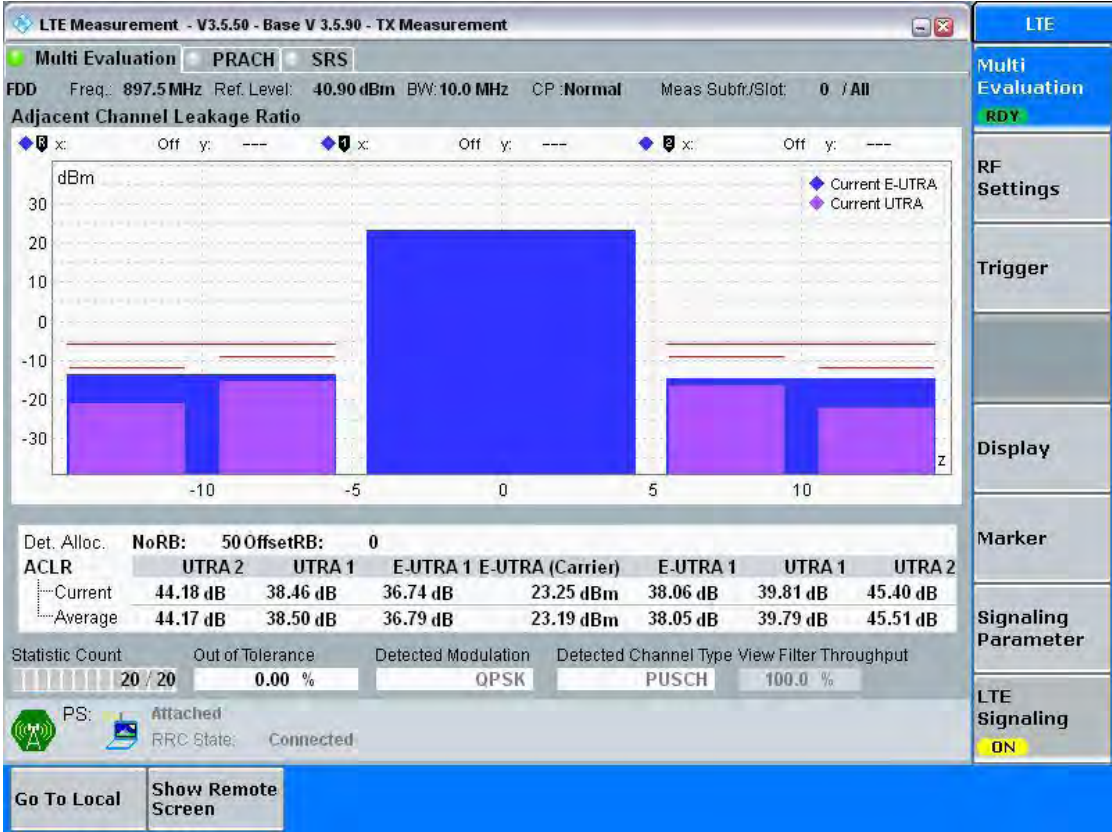 LTE Measurement - V3.5.50 - Base V 3.5.90 - TX Measurement
LTE
Multi Evaluation PRACH SRS
FDD Freq.: 897.5 MHz Ref. Level: 40.90 dBm BW: 10.0 MHz CP :Normal Meas Subfr./Slot: 0 / All
Adjacent Channel Leakage Ratio
R x: Off y: --- 1 x: Off y: --- 2 x: Off y: ---
dBm
Current E-UTRA
Current UTRA
30
20
10
0
-10
-20
-30
z
-10 -5 0 5 10
Det. Alloc. NoRB: 50 OffsetRB: 0
ACLR UTRA 2 UTRA 1 E-UTRA 1 E-UTRA (Carrier) E-UTRA 1 UTRA 1 UTRA 2
Current 44.18 dB 38.46 dB 36.74 dB 23.25 dBm 38.06 dB 39.81 dB 45.40 dB
Average 44.17 dB 38.50 dB 36.79 dB 23.19 dBm 38.05 dB 39.79 dB 45.51 dB
Statistic Count Out of Tolerance Detected Modulation Detected Channel Type View Filter Throughput
20 / 20 0.00 % QPSK PUSCH 100.0 %
PS: Attached
RRC State: Connected
Multi
Evaluation
RDY
RF
Settings
Trigger
Display
Marker
Signaling
Parameter
LTE
Signaling
ON
Go To Local
Show Remote
Screen